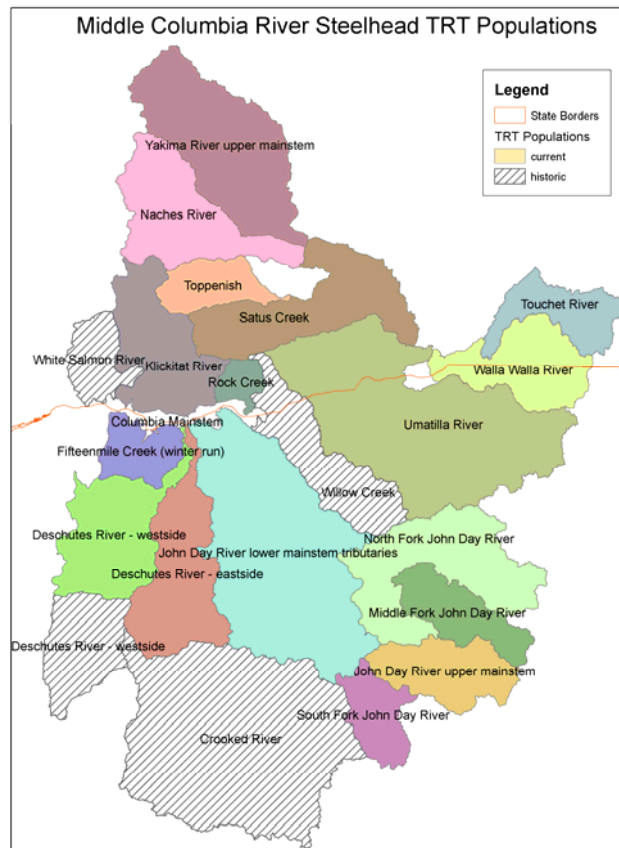 Middle Columbia River Steelhead TRT Populations
Legend
State Borders
TRT Populations
current
historic
Yakima River upper mainstem
Naches River
Toppenish
Satus Creek
Touchet River
White Salmon River
Klickitat River
Rock Creek
Walla Walla River
Columbia Mainstem
Umatilla River
Fifteenmile Creek (winter run)
Willow Creek
Deschutes River - westside
North Fork John Day River
John Day River lower mainstem tributaries
Deschutes River - eastside
Middle Fork John Day River
Deschutes River - westside
John Day River upper mainstem
South Fork John Day River
Crooked River